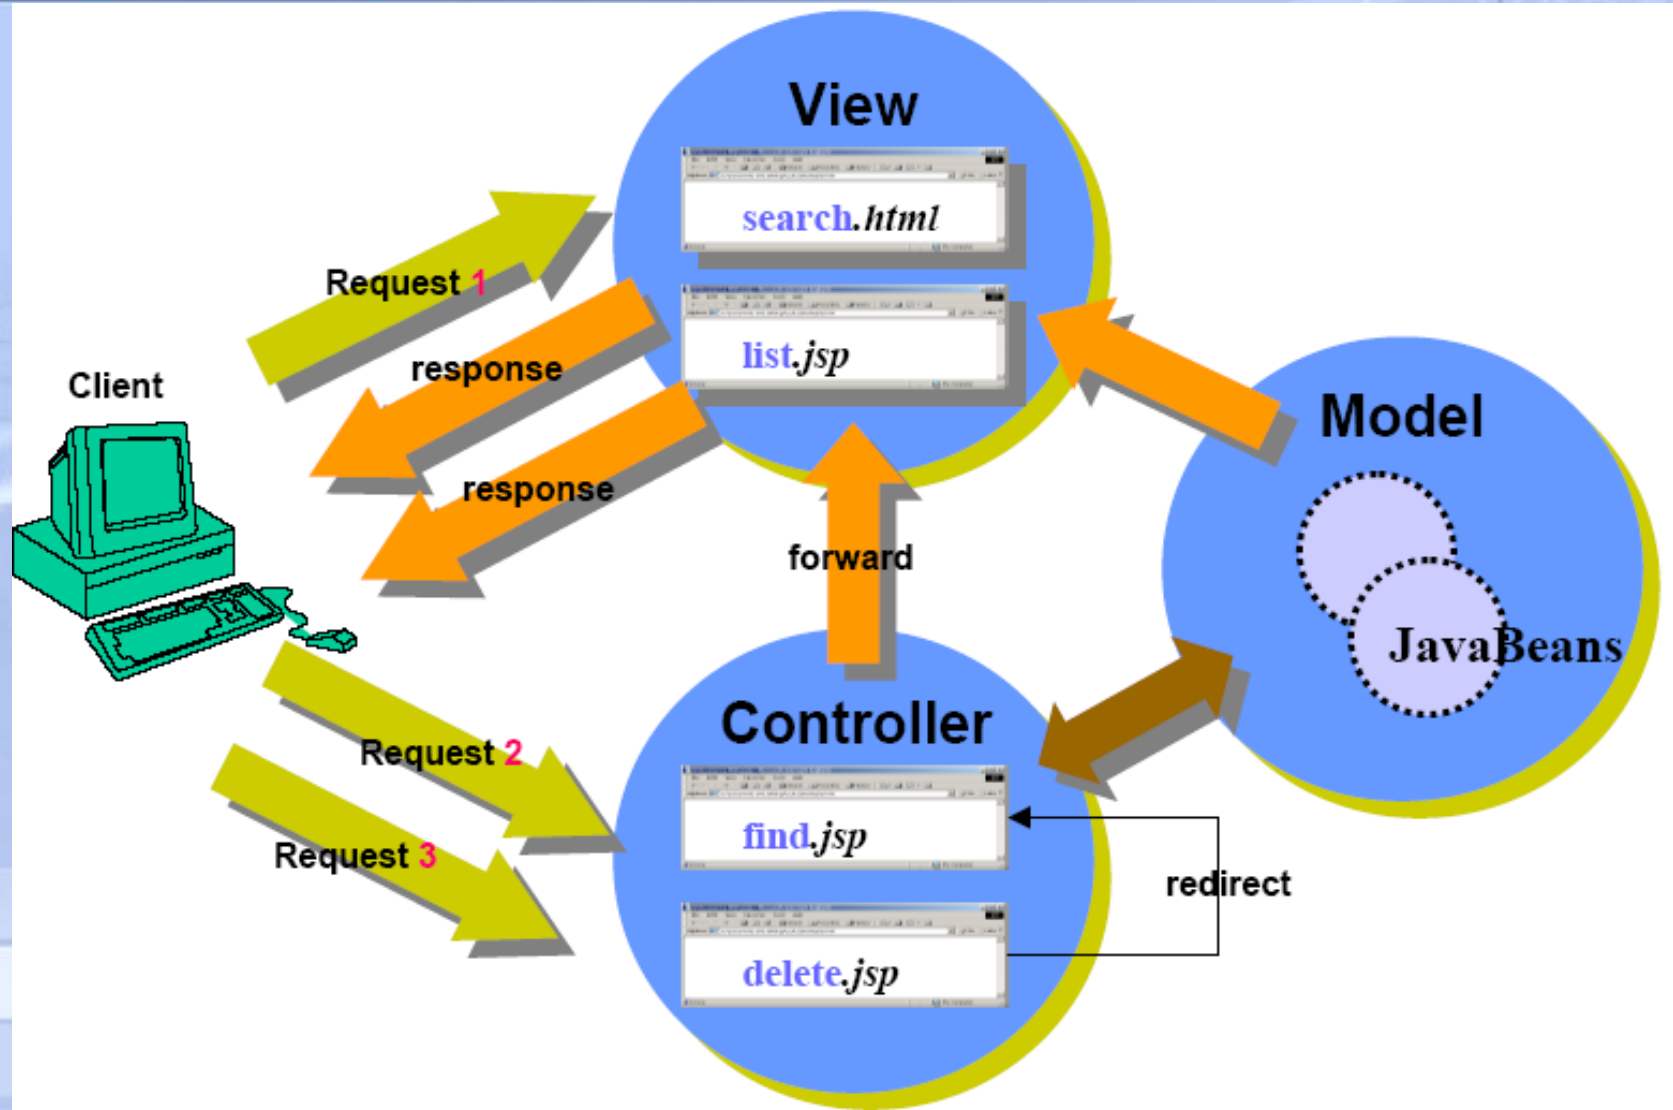 View
search.html
Request 1
list.jsp
response
Client
Model
response
forward
JavaBeans
Controller
Request 2
find.jsp
Request 3
redirect
delete.jsp